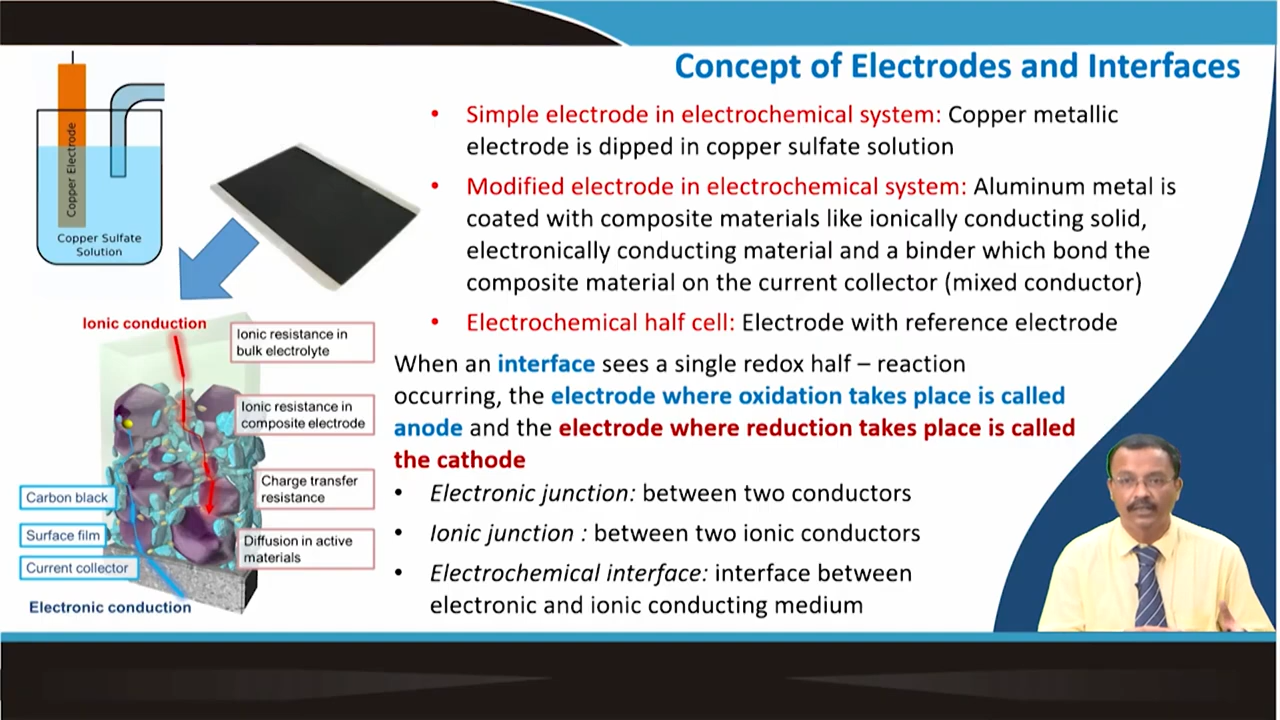 Concept of Electrodes and Interfaces
• Simple electrode in electrochemical system: Copper metallic
electrode is dipped in copper sulfate solution
• Modified electrode in electrochemical system: Aluminum metal is
coated with composite materials like ionically conducting solid,
electronically conducting material and a binder which bond the
composite material on the current collector (mixed conductor)
• Electrochemical half cell: Electrode with reference electrode
When an interface sees a single redox half – reaction
occurring, the electrode where oxidation takes place is called
anode and the electrode where reduction takes place is called
the cathode
• Electronic junction: between two conductors
• Ionic junction : between two ionic conductors
• Electrochemical interface: interface between
electronic and ionic conducting medium
Copper Electrode
Copper Sulfate
Solution
Ionic conduction
Ionic resistance in
bulk electrolyte
Ionic resistance in
composite electrode
Charge transfer
resistance
Diffusion in active
materials
Carbon black
Surface film
Current collector
Electronic conduction